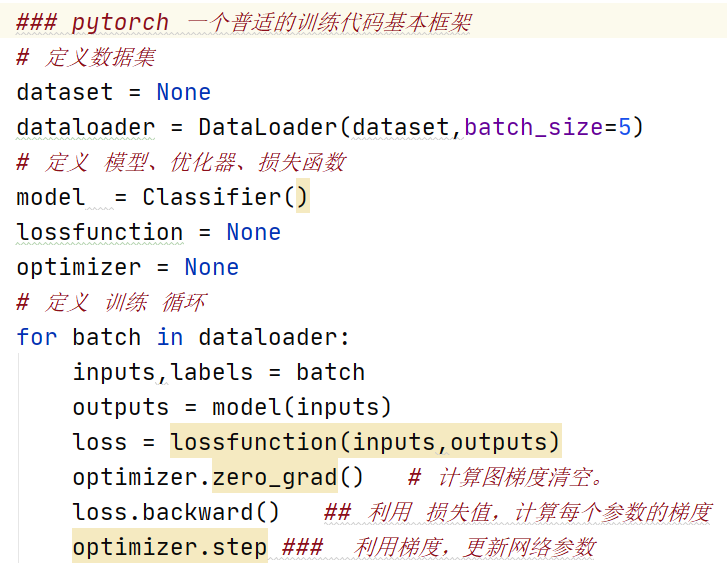 ### pytorch 一个普适的训练代码基本框架
# 定义数据集
dataset = None
dataloader = DataLoader(dataset,batch_size=5)
# 定义 模型、优化器、损失函数
model  = Classifier()
lossfunction = None
optimizer = None
# 定义 训练 循环
for batch in dataloader:
    inputs,labels = batch
    outputs = model(inputs)
    loss = lossfunction(inputs,outputs)
    optimizer.zero_grad()   # 计算图梯度清空。
    loss.backward()   ## 利用 损失值，计算每个参数的梯度
    optimizer.step ###  利用梯度，更新网络参数